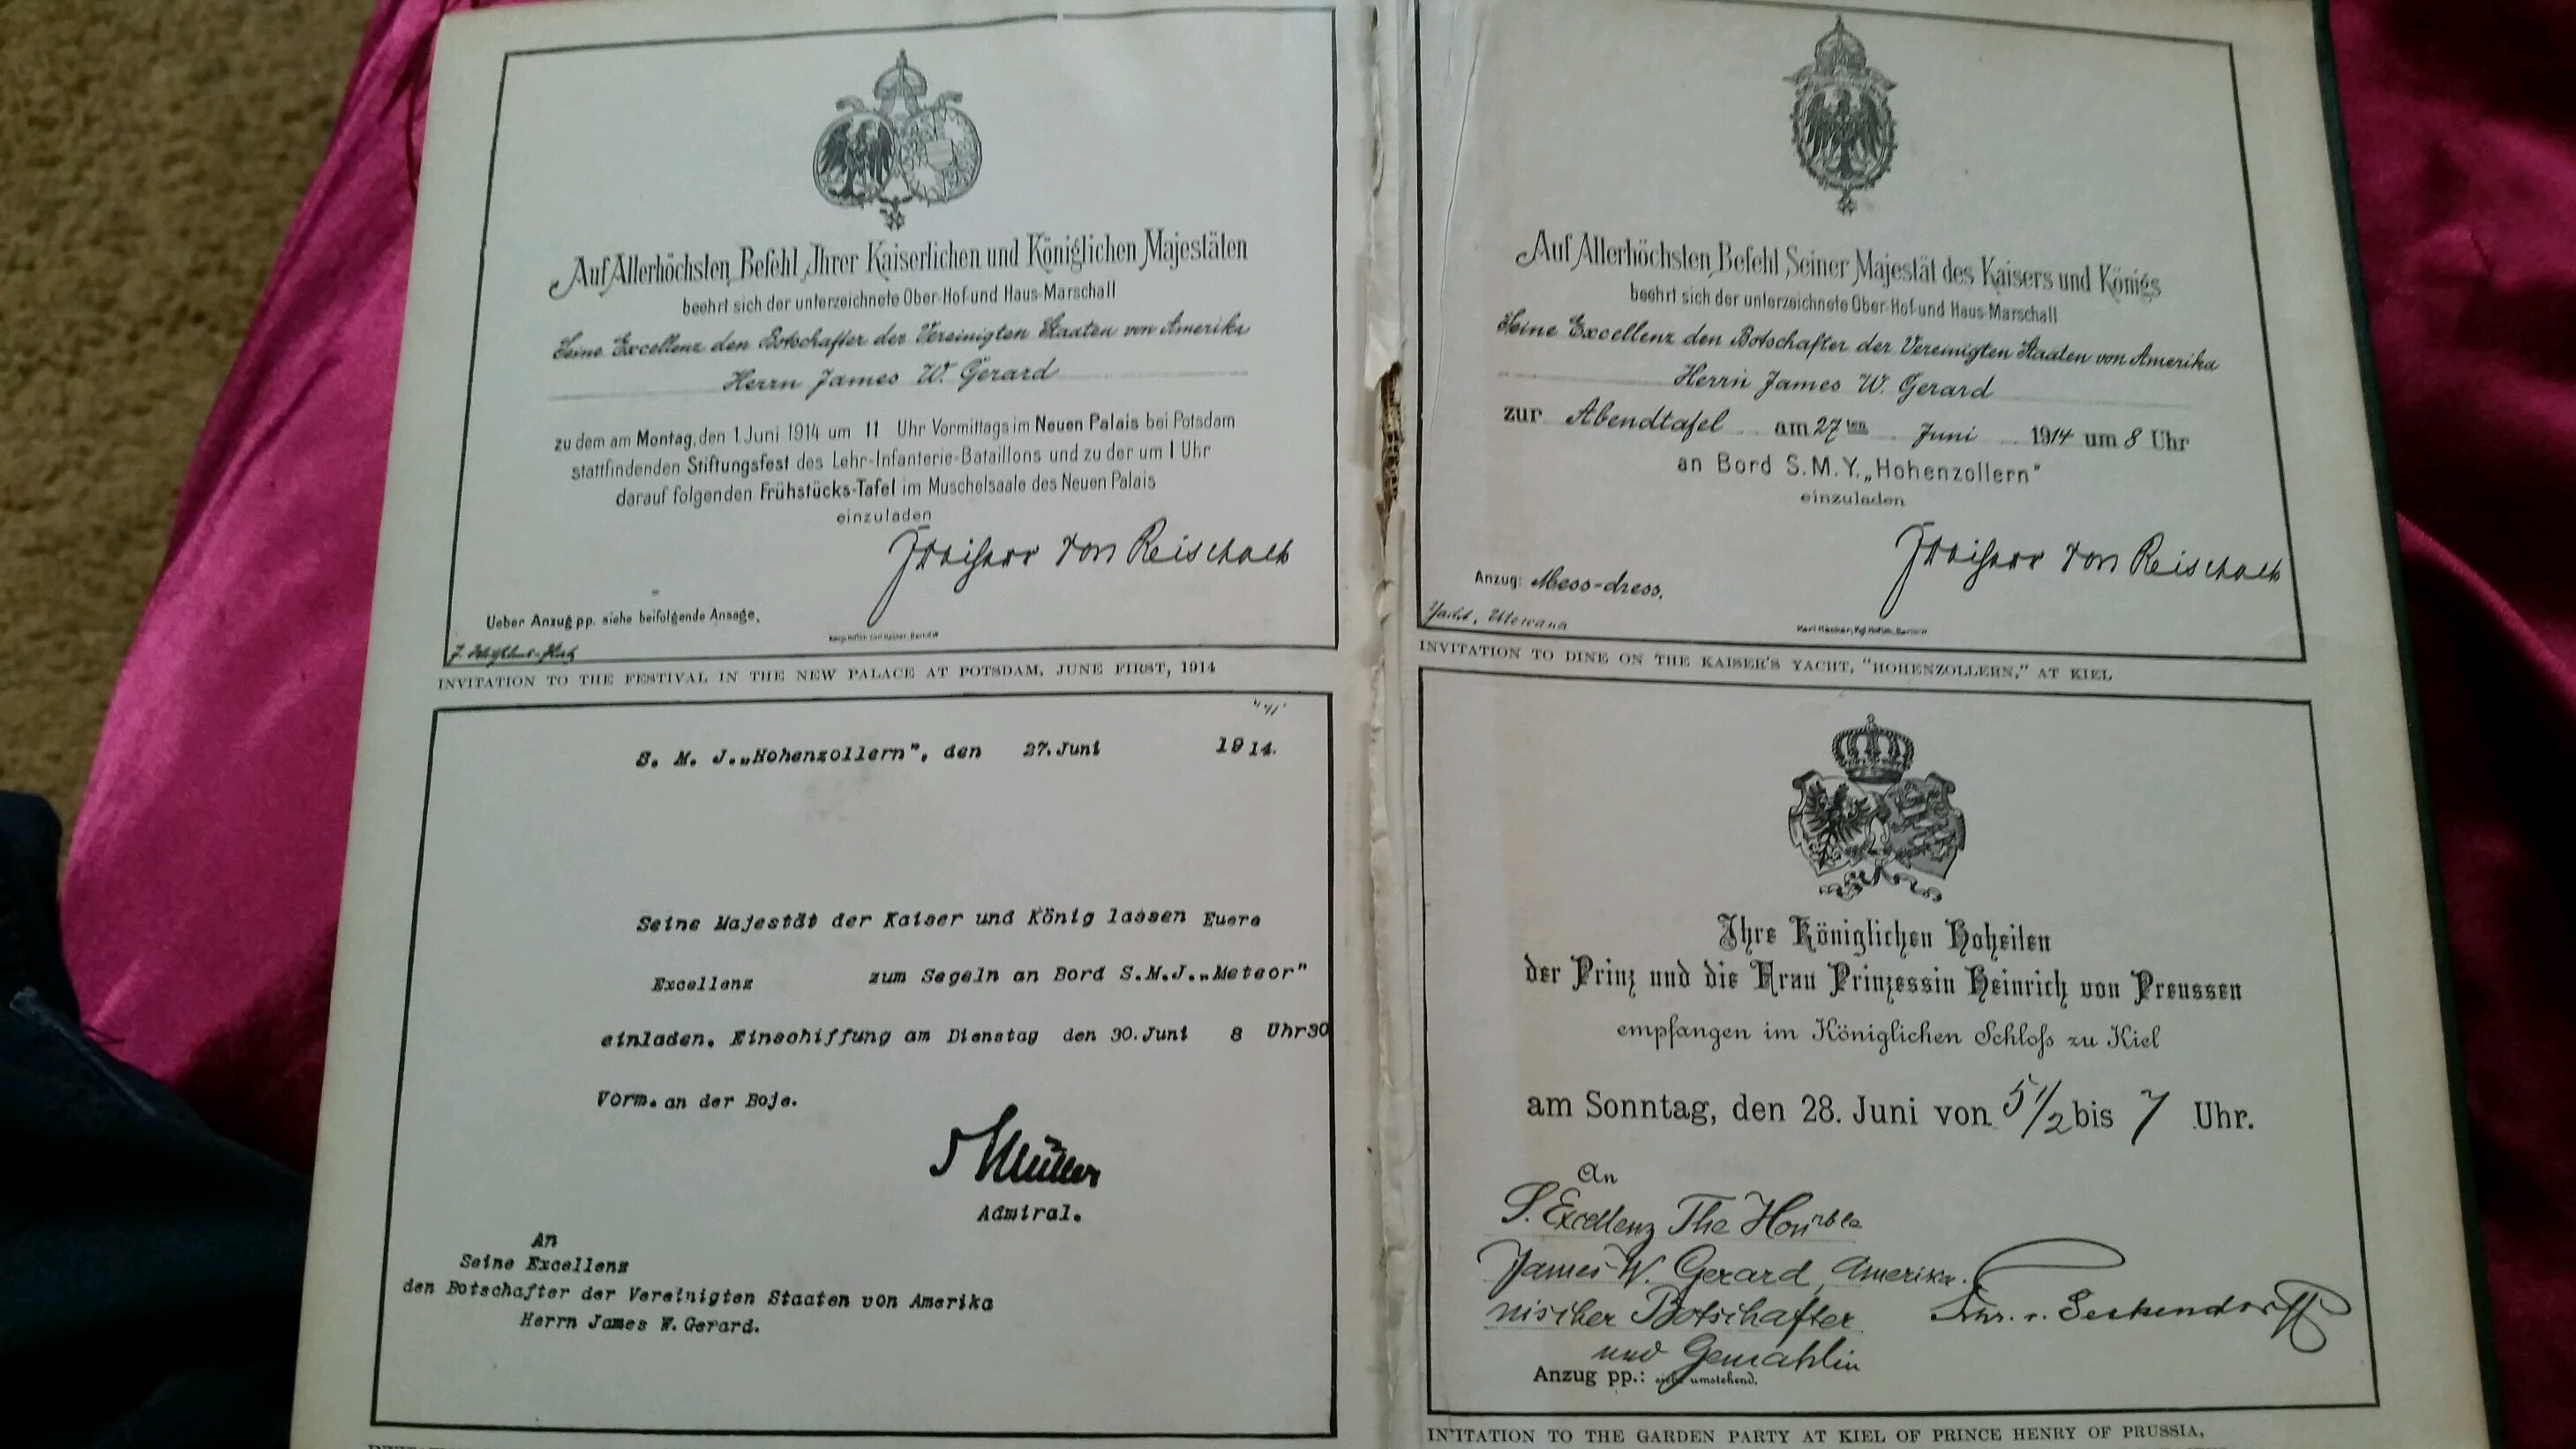 Auf Allerhöchsten Befehl Ihrer Kaiserlichen und Königlichen Majestäten
beehrt sich der unterzeichnete Ober-Hof-und Haus-Marschall
Seine Excellenz den Botschafter der Vereinigten Staaten von Amerika
Herrn James W. Gerard
zu dem am Montag, den 1. Juni 1914 um 11 Uhr Vormittags im Neuen Palais bei Potsdam
stattfindenden Stiftungsfest des Lehr-Infanterie-Bataillons und zu der um 1 Uhr
darauf folgenden Frühstücks-Tafel im Muschelsaale des Neuen Palais
einzuladen
Freiherr von Reischach
Ueber Anzug pp. siehe beifolgende Ansage.
INVITATION TO THE FESTIVAL IN THE NEW PALACE AT POTSDAM, JUNE FIRST, 1914
S. M. J. „Hohenzollern", den 27. Juni 1914.
Seine Majestät der Kaiser und König lassen Euere
Excellenz zum Segeln an Bord S.M.J. „Meteor"
einladen. Einschiffung am Dienstag den 30. Juni 8 Uhr 30
Vorm. an der Boje.
v Müller
Admiral.
An
Seine Excellenz
den Botschafter der Vereinigten Staaten von Amerika
Herrn James W. Gerard.
Auf Allerhöchsten Befehl Seiner Majestät des Kaisers und Königs
beehrt sich der unterzeichnete Ober-Hof-und Haus-Marschall
Seine Excellenz den Botschafter der Vereinigten Staaten von Amerika
Herrn James W. Gerard
zur Abendtafel am 27ten Juni 1914 um 8 Uhr
an Bord S.M.Y. „Hohenzollern"
einzuladen
Freiherr von Reischach
Anzug: Mess-dress.
Yacht, Utowana
INVITATION TO DINE ON THE KAISER'S YACHT, "HOHENZOLLERN," AT KIEL
Ihre Königlichen Hoheiten
der Prinz und die Frau Prinzessin Heinrich von Preussen
empfangen im Königlichen Schloss zu Kiel
am Sonntag, den 28. Juni von 5 1/2 bis 7 Uhr.
An
S. Excellenz The Honrble
James W. Gerard, Amerika-
nischer Botschafter
und Gemahlin
Frhr. v. Seckendorff
Anzug pp.: siehe umstehend.
INVITATION TO THE GARDEN PARTY AT KIEL OF PRINCE HENRY OF PRUSSIA,